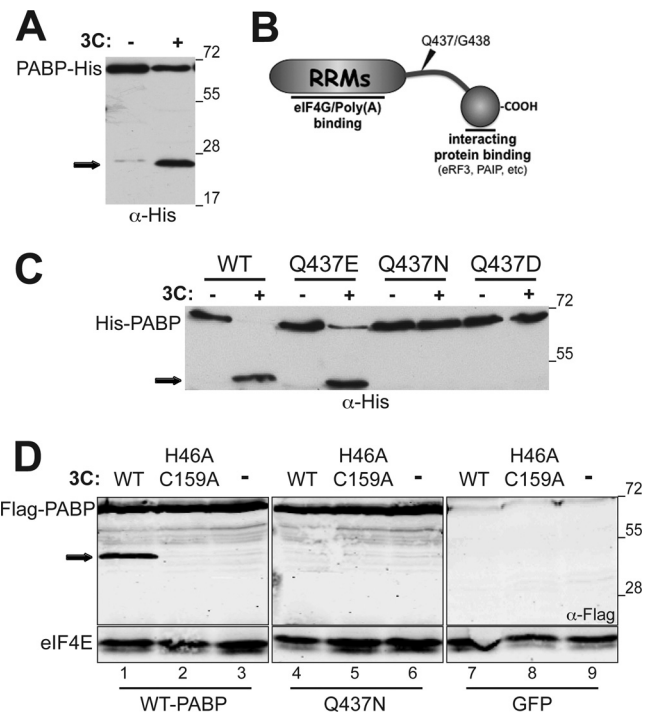 A
3C: - +
PABP-His
72
55
28
17
α-His
B
Q437/G438
RRMs
-COOH
eIF4G/Poly(A)
binding
interacting
protein binding
(eRF3, PAIP, etc)
C
WT Q437E Q437N Q437D
3C: - + - + - + - +
His-PABP
72
55
α-His
D
H46A H46A H46A
3C: WT C159A - WT C159A - WT C159A -
Flag-PABP
72
55
28
α-Flag
eIF4E
1 2 3 4 5 6 7 8 9
WT-PABP Q437N GFP